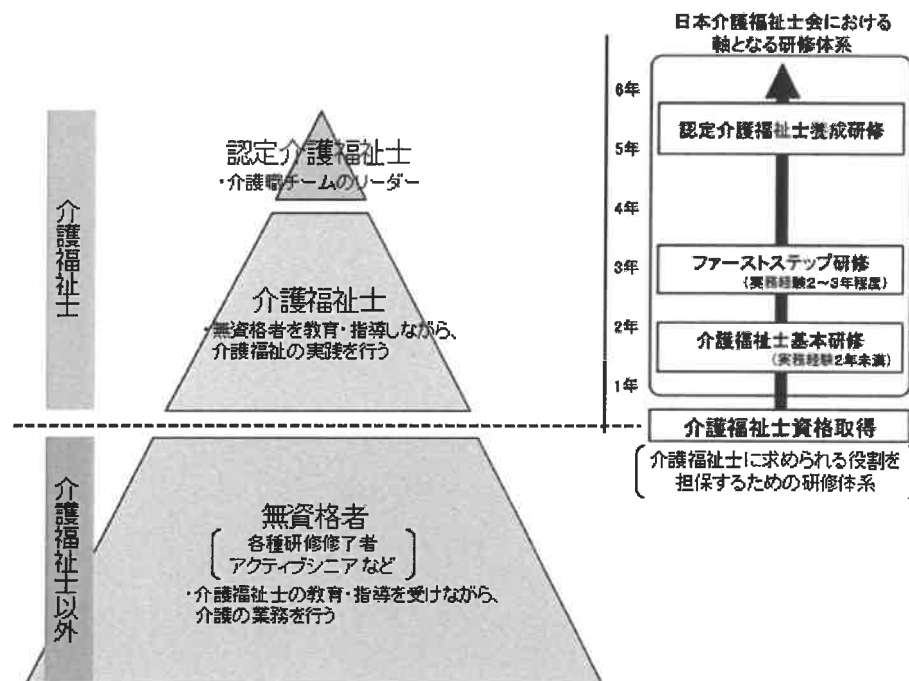 日本介護福祉士会における
軸となる研修体系
6年
認定介護福祉士養成研修
5年
4年
3年
ファーストステップ研修
(実務経験2～3年程度)
2年
介護福祉士基本研修
(実務経験2年未満)
1年
介護福祉士資格取得
介護福祉士に求められる役割を
担保するための研修体系
介護福祉士
認定介護福祉士
・介護職チームのリーダー
介護福祉士
・無資格者を教育・指導しながら、
介護福祉の実践を行う
介護福祉士以外
無資格者
各種研修修了者
アクティブシニアなど
・介護福祉士の教育・指導を受けながら、
介護の業務を行う